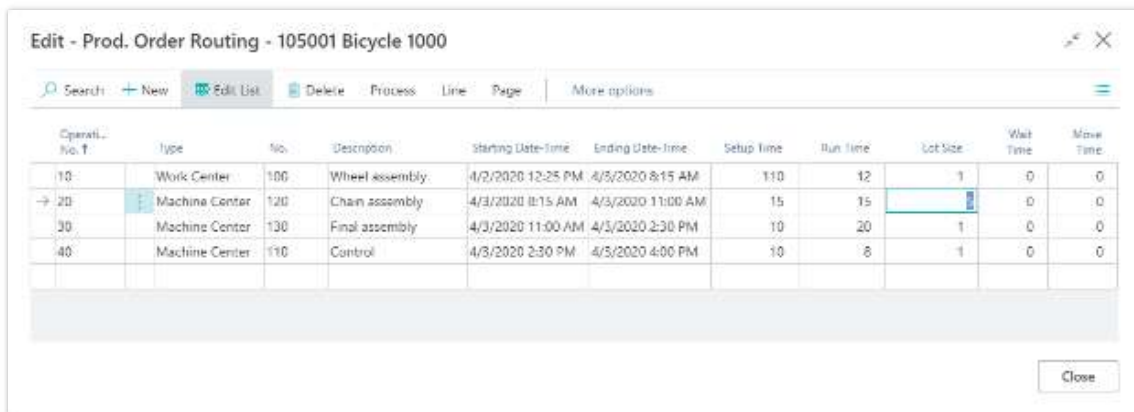 Edit - Prod. Order Routing - 105001 Bicycle 1000
Search + New Edit List Delete Process Line Page More options
Operati... No. ↑ Type No. Description Starting Date-Time Ending Date-Time Setup Time Run Time Lot Size Wait Time Move Time
10 Work Center 100 Wheel assembly 4/2/2020 12:25 PM 4/3/2020 8:15 AM 110 12 1 0 0
20 Machine Center 120 Chain assembly 4/3/2020 8:15 AM 4/3/2020 11:00 AM 15 15 0 0
30 Machine Center 130 Final assembly 4/3/2020 11:00 AM 4/3/2020 2:30 PM 10 20 1 0 0
40 Machine Center 110 Control 4/3/2020 2:30 PM 4/3/2020 4:00 PM 10 8 1 0 0
Close